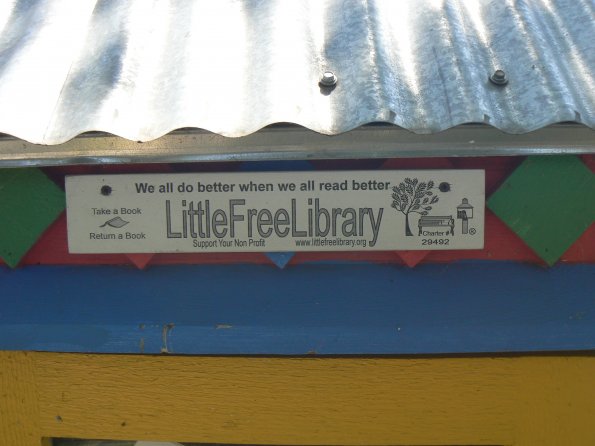 We all do better when we all read better
Take a Book
Return a Book
LittleFreeLibrary
Support Your Non Profit
www.littlefreelibrary.org
Charter #
29492
®